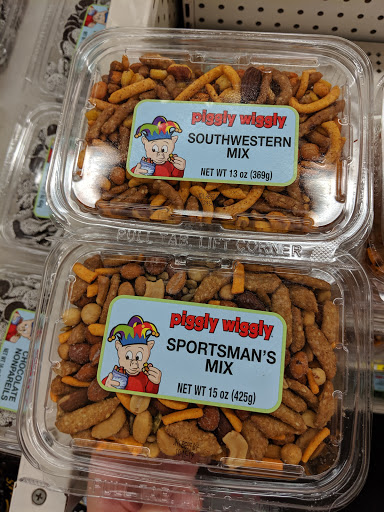 piggly wiggly
SOUTHWESTERN
MIX
NET WT 13 oz (369g)
PULL TAB, LIFT CORNER
piggly wiggly
SPORTSMAN'S
MIX
NET WT 15 oz (425g)
CHOCOLATE
NONPAREILS